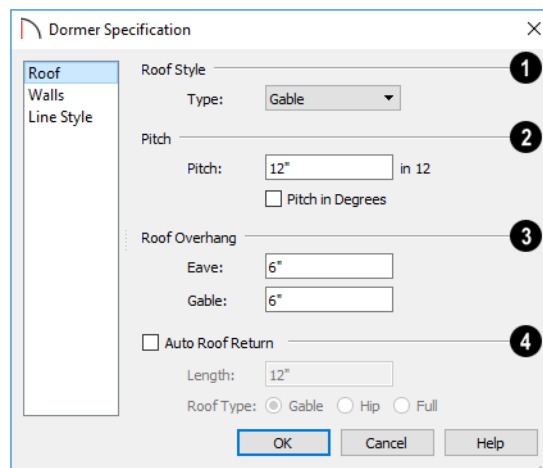 Dormer Specification
Roof
Walls
Line Style
Roof Style 1
Type: Gable
Pitch 2
Pitch: 12" in 12
Pitch in Degrees
Roof Overhang 3
Eave: 6"
Gable: 6"
Auto Roof Return 4
Length: 12"
Roof Type: Gable Hip Full
OK Cancel Help